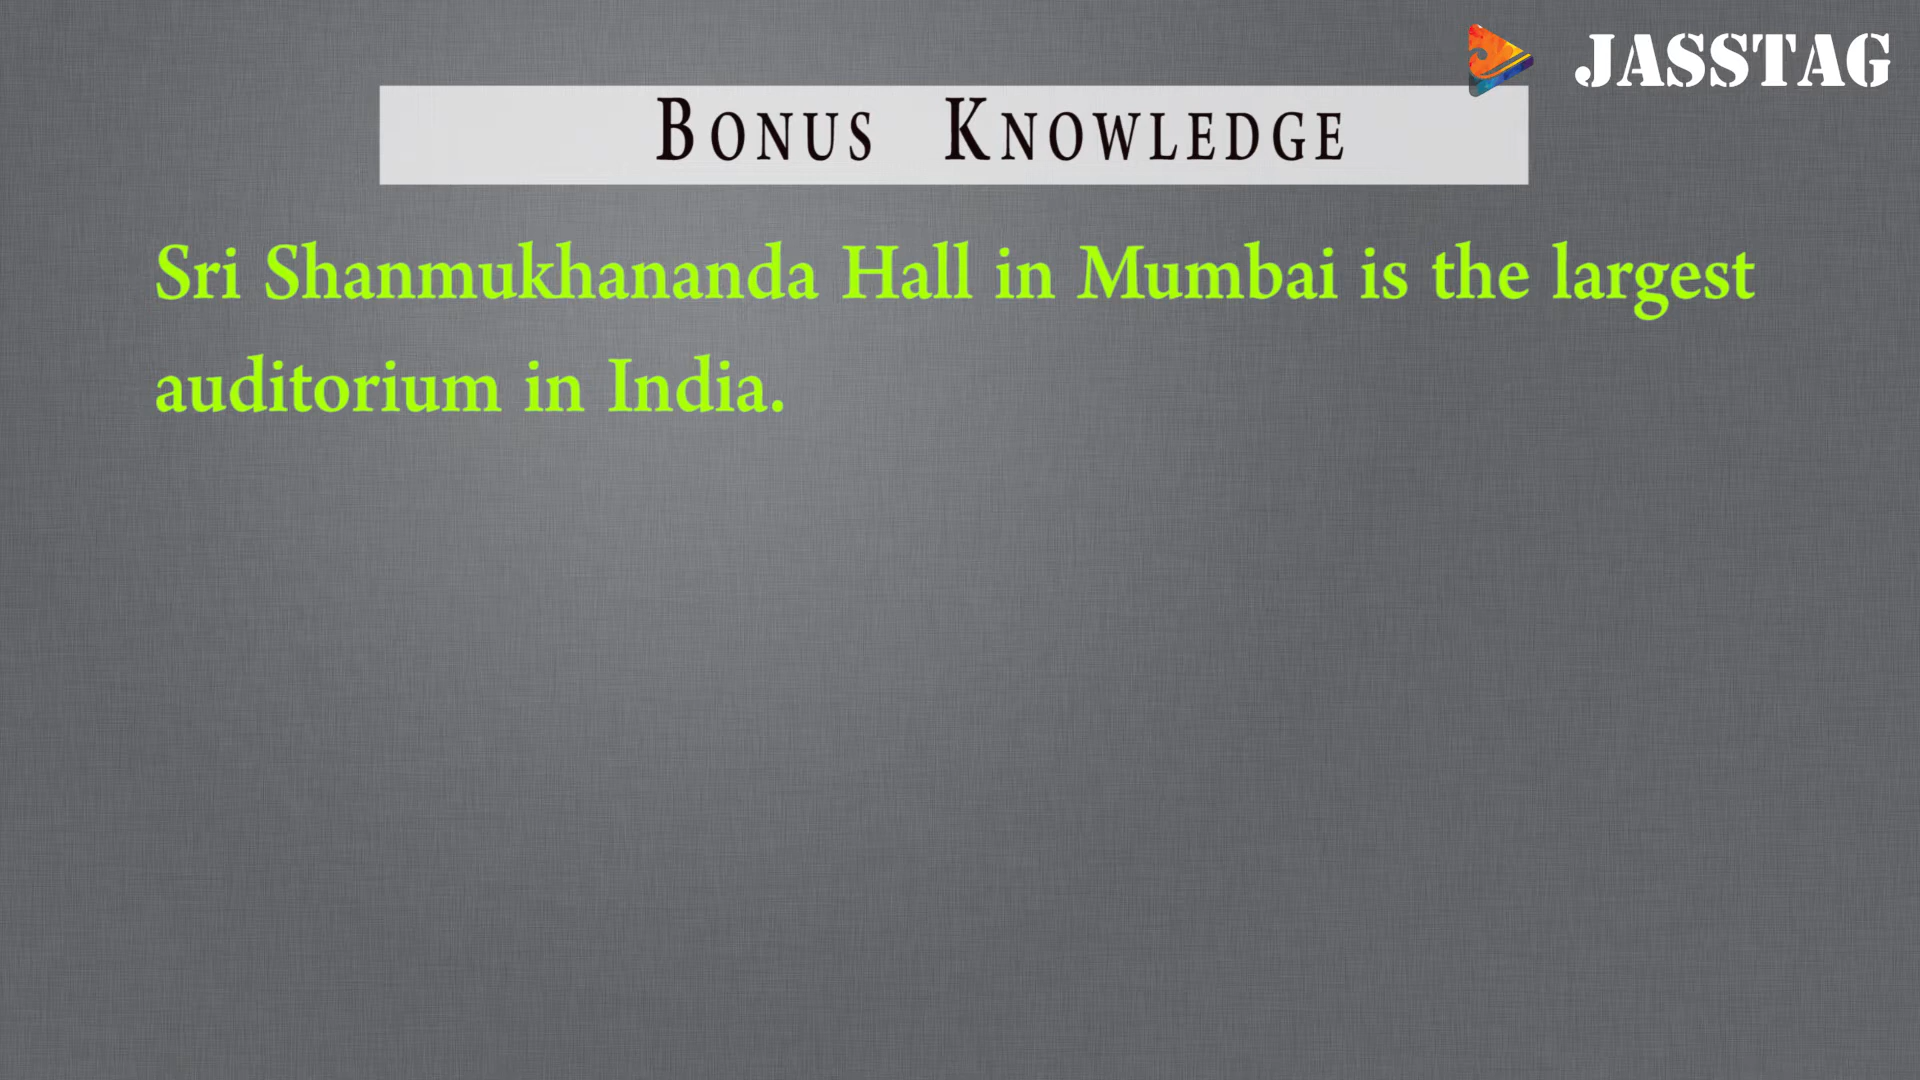 JASSTAG
BONUS KNOWLEDGE
Sri Shanmukhananda Hall in Mumbai is the largest
auditorium in India.